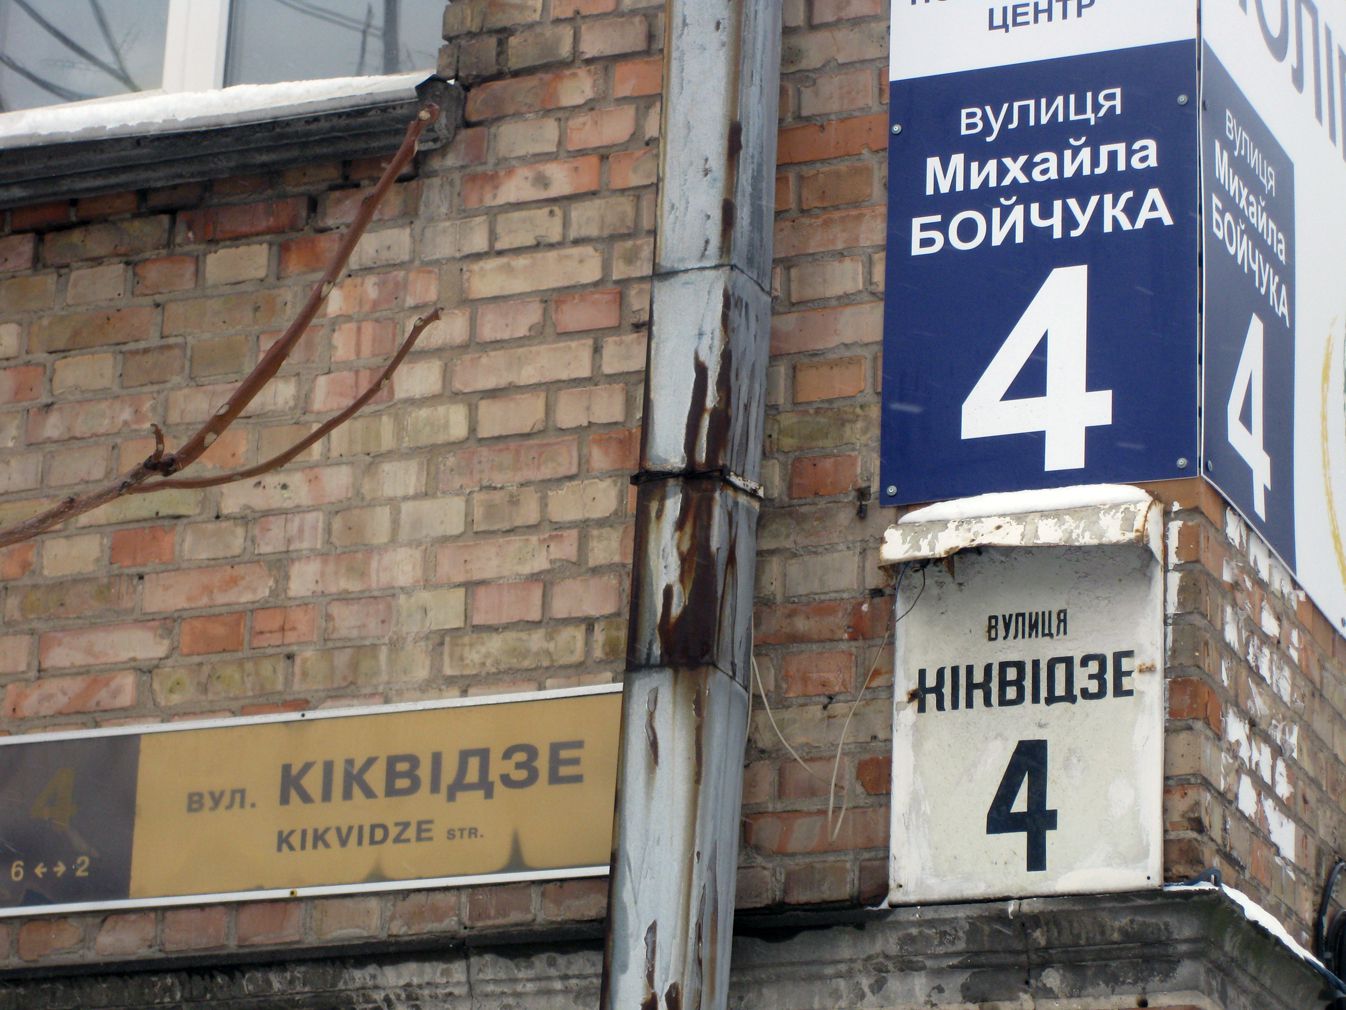 ЦЕНТР
вулиця
Михайла
БОЙЧУКА
4
вулиця
Михайла
БОЙЧУКА
4
ВУЛИЦЯ
КІКВІДЗЕ
4
4
6 ↔ 2
ВУЛ. КІКВІДЗЕ
KIKVIDZE STR.